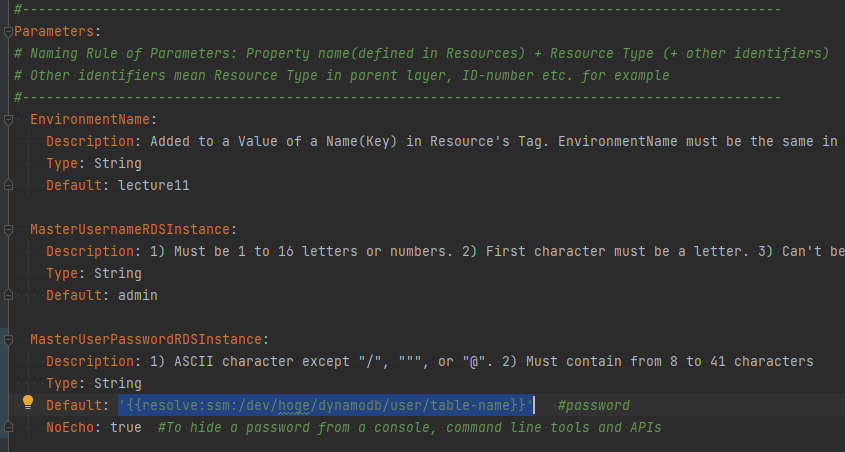 #-----------------------------------------------------------------------------------------------
Parameters:
# Naming Rule of Parameters: Property name(defined in Resources) + Resource Type (+ other identifiers)
# Other identifiers mean Resource Type in parent layer, ID-number etc. for example
#-----------------------------------------------------------------------------------------------
EnvironmentName:
Description: Added to a Value of a Name(Key) in Resource's Tag. EnvironmentName must be the same in
Type: String
Default: lecture11
MasterUsernameRDSInstance:
Description: 1) Must be 1 to 16 letters or numbers. 2) First character must be a letter. 3) Can't be
Type: String
Default: admin
MasterUserPasswordRDSInstance:
Description: 1) ASCII character except "/", """, or "@". 2) Must contain from 8 to 41 characters
Type: String
Default: '{{resolve:ssm:/dev/hoge/dynamodb/user/table-name}}' #password
NoEcho: true #To hide a password from a console, command line tools and APIs